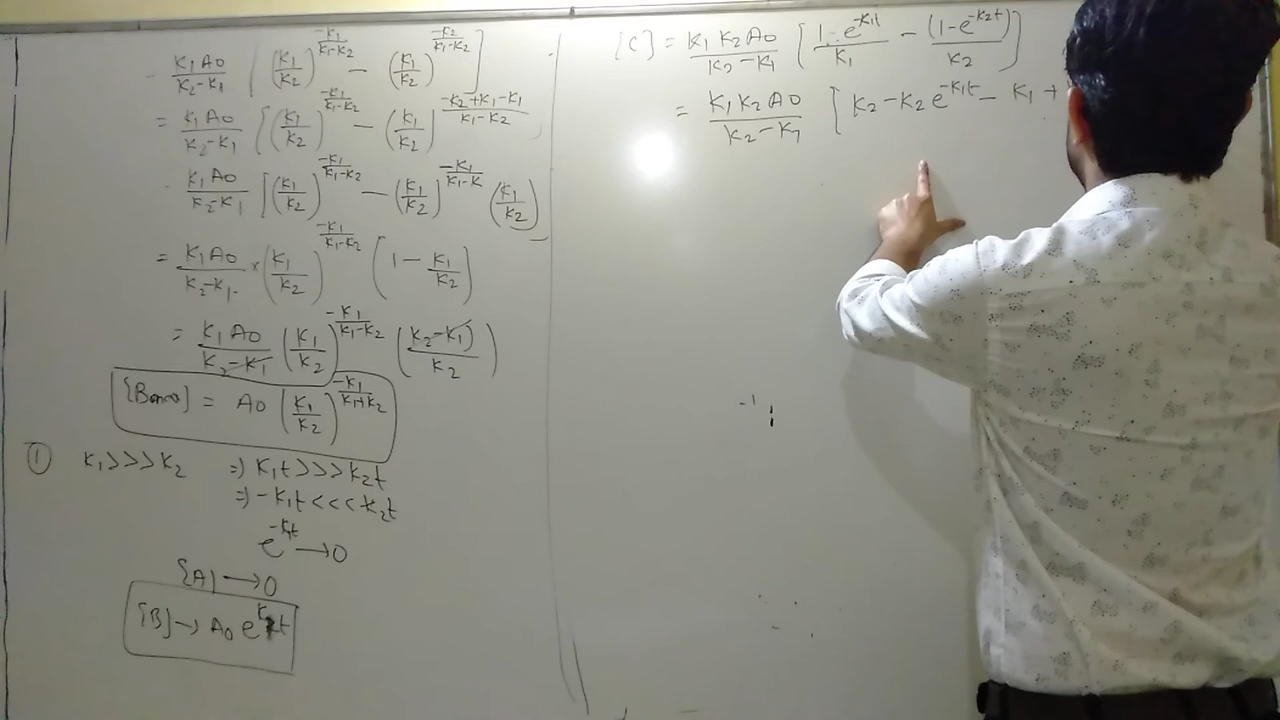 K₁A₀/(K₂-K₁) [(K₁/K₂)^(-K₁/(K₁-K₂)) - (K₁/K₂)^(-K₂/(K₁-K₂))]
= K₁A₀/(K₂-K₁) [(K₁/K₂)^(-K₁/(K₁-K₂)) - (K₁/K₂)^((-K₂+K₁-K₁)/(K₁-K₂))
K₁A₀/(K₂-K₁) [(K₁/K₂)^(-K₁/(K₁-K₂)) - (K₁/K₂)^(-K₁/(K₁-K)) (K₁/K₂)
= K₁A₀/(K₂-K₁) × (K₁/K₂)^(-K₁/(K₁-K₂)) (1 - K₁/K₂)
= K₁A₀/(K₂-K₁) (K₁/K₂)^(-K₁/(K₁-K₂)) ((K₂-K₁)/K₂)
= A₀ (K₁/K₂)^(-K₁/(K₁+K₂))
① K₁>>>K₂ ⇒) K₁t>>>K₂t
⇒) -K₁t<<<-K₂t
e^(-K₁t) → 0
[A] → 0
[B] → A₀ e
[C] = K₁K₂A₀/(K₂-K₁) [(1-e^(-K₁t))/K₁ - (1-e^(-K₂t))/K₂]
= K₁K₂A₀/(K₂-K₁) [K₂-K₂e^(-K₁t) - K₁+